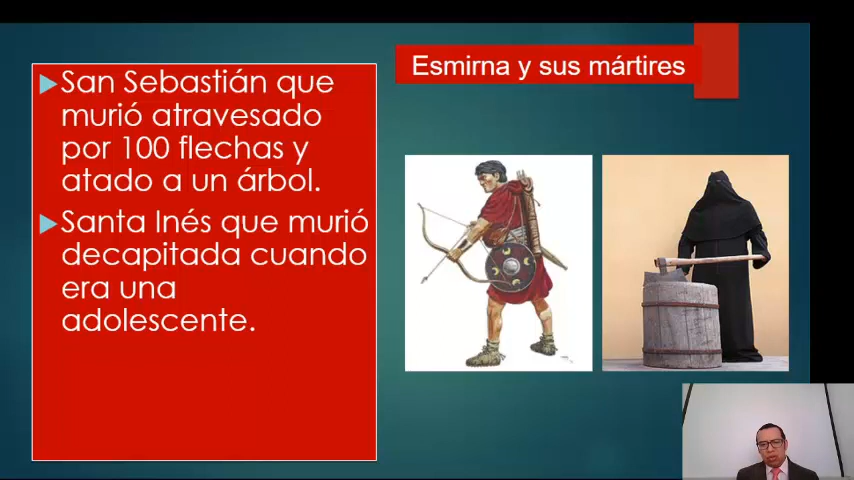 Esmirna y sus mártires
San Sebastián que
murió atravesado
por 100 flechas y
atado a un árbol.
Santa Inés que murió
decapitada cuando
era una
adolescente.